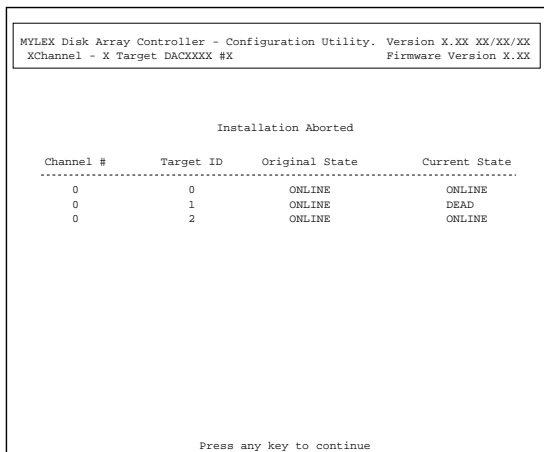 MYLEX Disk Array Controller - Configuration Utility. Version X.XX XX/XX/XX
XChannel - X Target DACXXXX #X Firmware Version X.XX
Installation Aborted
Channel # Target ID Original State Current State
0 0 ONLINE ONLINE
0 1 ONLINE DEAD
0 2 ONLINE ONLINE
Press any key to continue